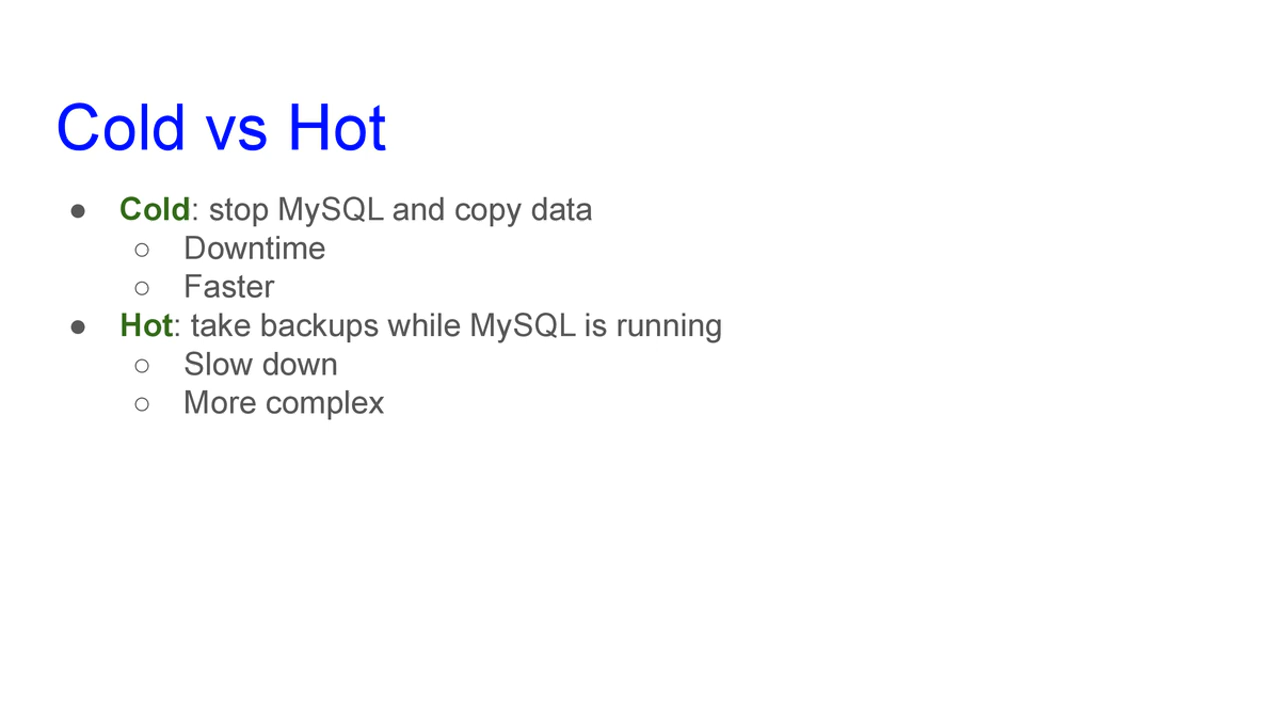 Cold vs Hot
● Cold: stop MySQL and copy data
○ Downtime
○ Faster
● Hot: take backups while MySQL is running
○ Slow down
○ More complex